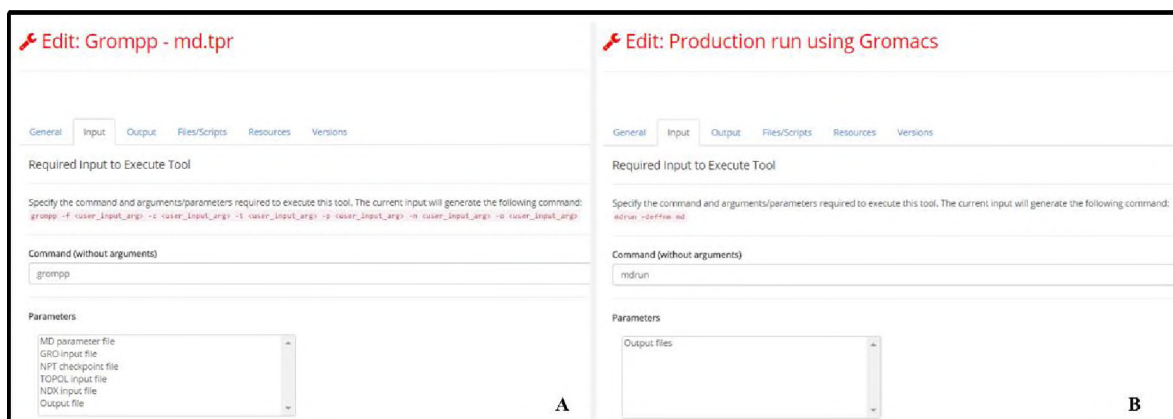 Edit: Grompp - md.tpr
General Input Output Files/Scripts Resources Versions
Required Input to Execute Tool
Specify the command and arguments/parameters required to execute this tool. The current input will generate the following command:
grompp -f <user_input_arg> -c <user_input_arg> -t <user_input_arg> -p <user_input_arg> -n <user_input_arg> -o <user_input_arg>
Command (without arguments)
grompp
Parameters
MD parameter file
GRO input file
NPT checkpoint file
TOPOL input file
NDX input file
Output file
A
Edit: Production run using Gromacs
General Input Output Files/Scripts Resources Versions
Required Input to Execute Tool
Specify the command and arguments/parameters required to execute this tool. The current input will generate the following command:
mdrun -deffnm md
Command (without arguments)
mdrun
Parameters
Output files
B